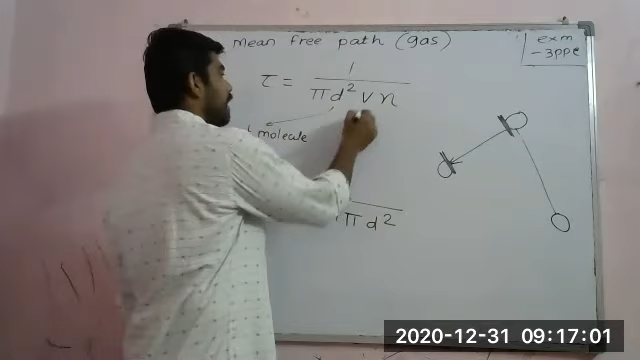 mean free path (gas)
exm
-3ppe
τ = 1 / πd² v n
molecule
πd²
2020-12-31 09:17:01